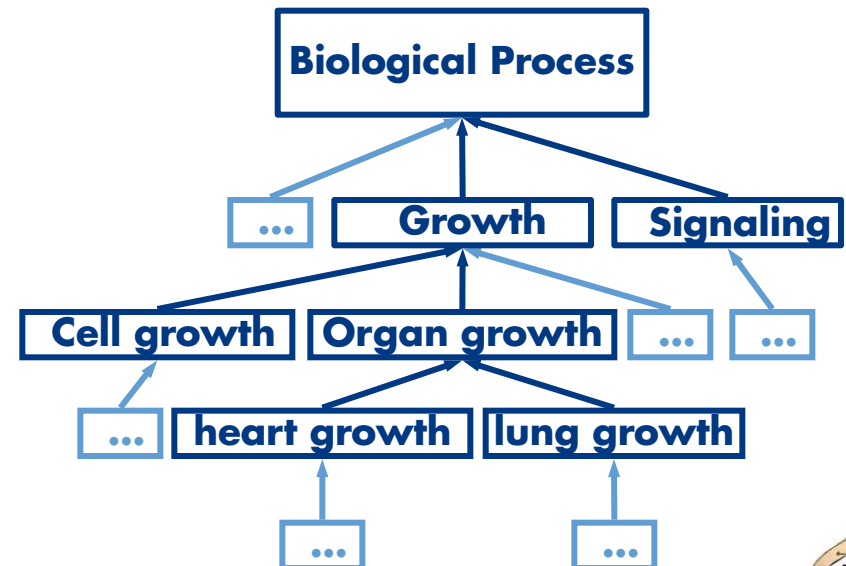 Biological Process
...
Growth
Signaling
Cell growth
Organ growth
...
...
...
heart growth
lung growth
...
...